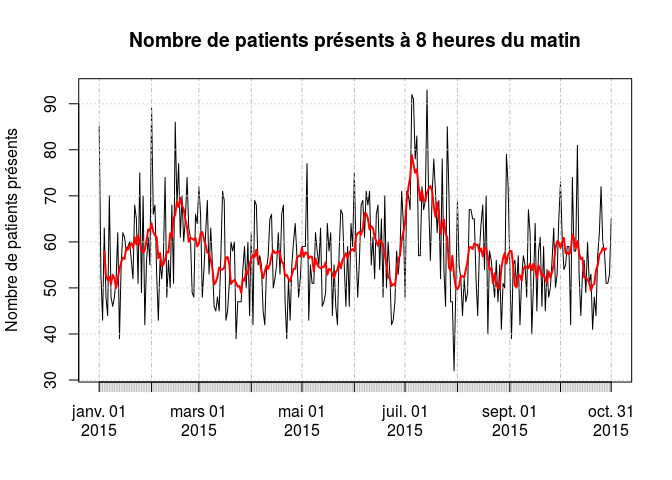 Nombre de patients présents à 8 heures du matin
Nombre de patients présents
90
80
70
60
50
40
30
janv. 01 mars 01 mai 01 juil. 01 sept. 01 oct. 31
2015 2015 2015 2015 2015 2015